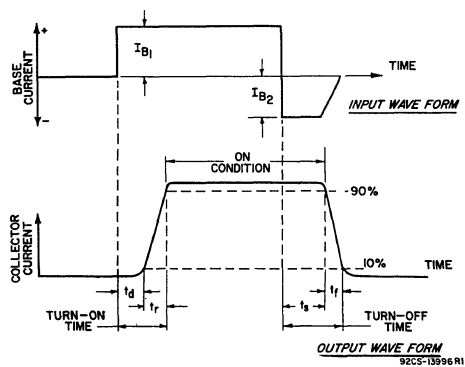 +
BASE
CURRENT
-
IB1
IB2
TIME
INPUT WAVE FORM
ON
CONDITION
90%
COLLECTOR
CURRENT
10%
TIME
td
tr
ts
tf
TURN-ON
TIME
TURN-OFF
TIME
OUTPUT WAVE FORM
92CS-13996R1